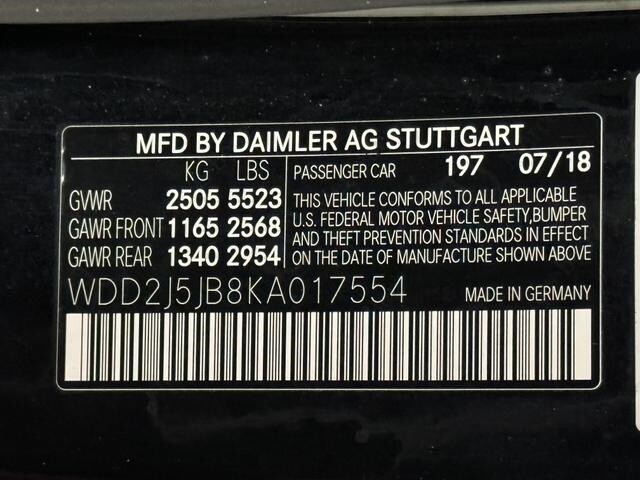 MFD BY DAIMLER AG STUTTGART
KG LBS
GVWR 2505 5523
GAWR FRONT 1165 2568
GAWR REAR 1340 2954
PASSENGER CAR 197 07/18
THIS VEHICLE CONFORMS TO ALL APPLICABLE
U.S. FEDERAL MOTOR VEHICLE SAFETY,BUMPER
AND THEFT PREVENTION STANDARDS IN EFFECT
ON THE DATE OF MANUFACTURE SHOWN ABOVE
WDD2J5JB8KA017554 MADE IN GERMANY